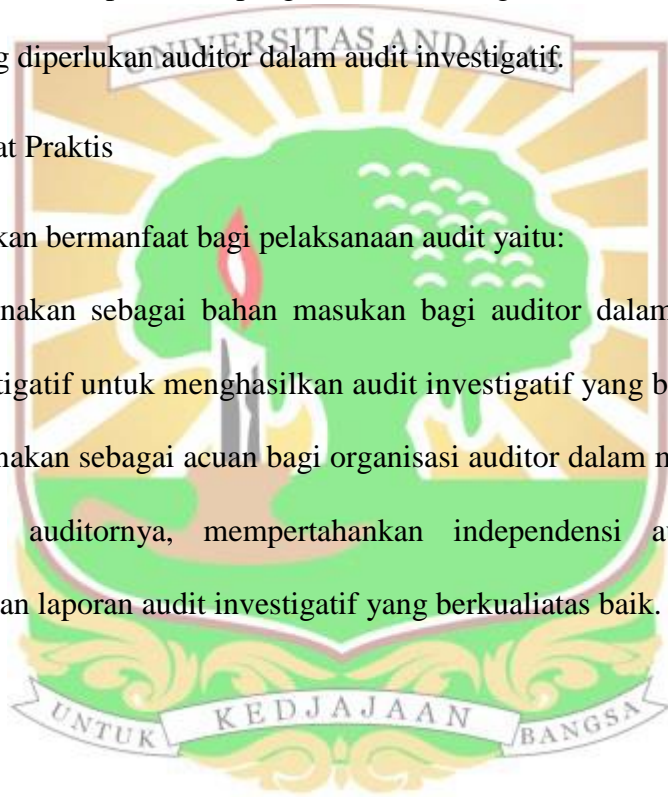 UNIVERSITAS ANDALAS
g diperlukan auditor dalam audit investigatif.
at Praktis
kan bermanfaat bagi pelaksanaan audit yaitu:
nakan sebagai bahan masukan bagi auditor dalam
tigatif untuk menghasilkan audit investigatif yang b
nakan sebagai acuan bagi organisasi auditor dalam m
auditornya, mempertahankan independensi au
an laporan audit investigatif yang berkualiatas baik.
UNTUK KEDJAJAAN BANGSA